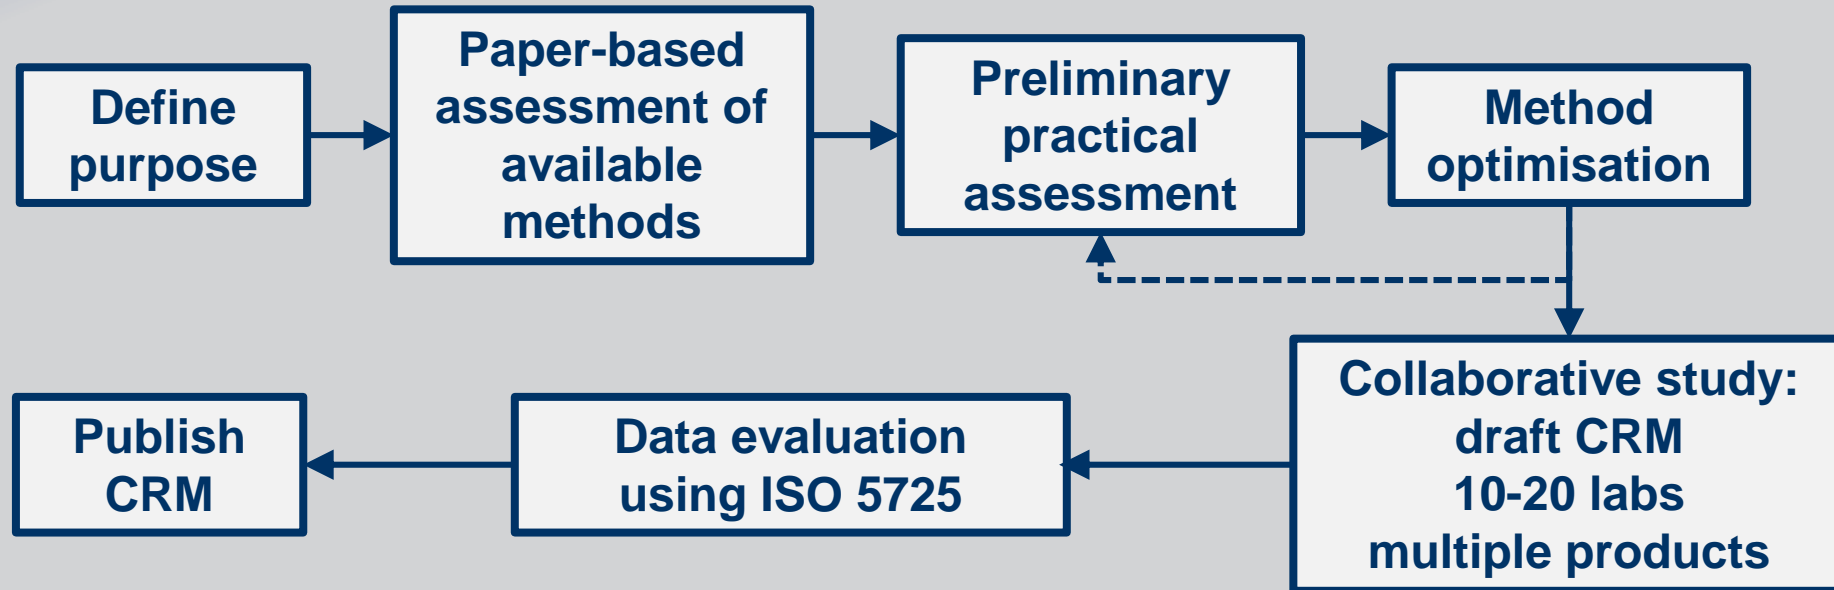 Define
purpose
Paper-based
assessment of
available
methods
Preliminary
practical
assessment
Method
optimisation
Collaborative study:
draft CRM
10-20 labs
multiple products
Data evaluation
using ISO 5725
Publish
CRM